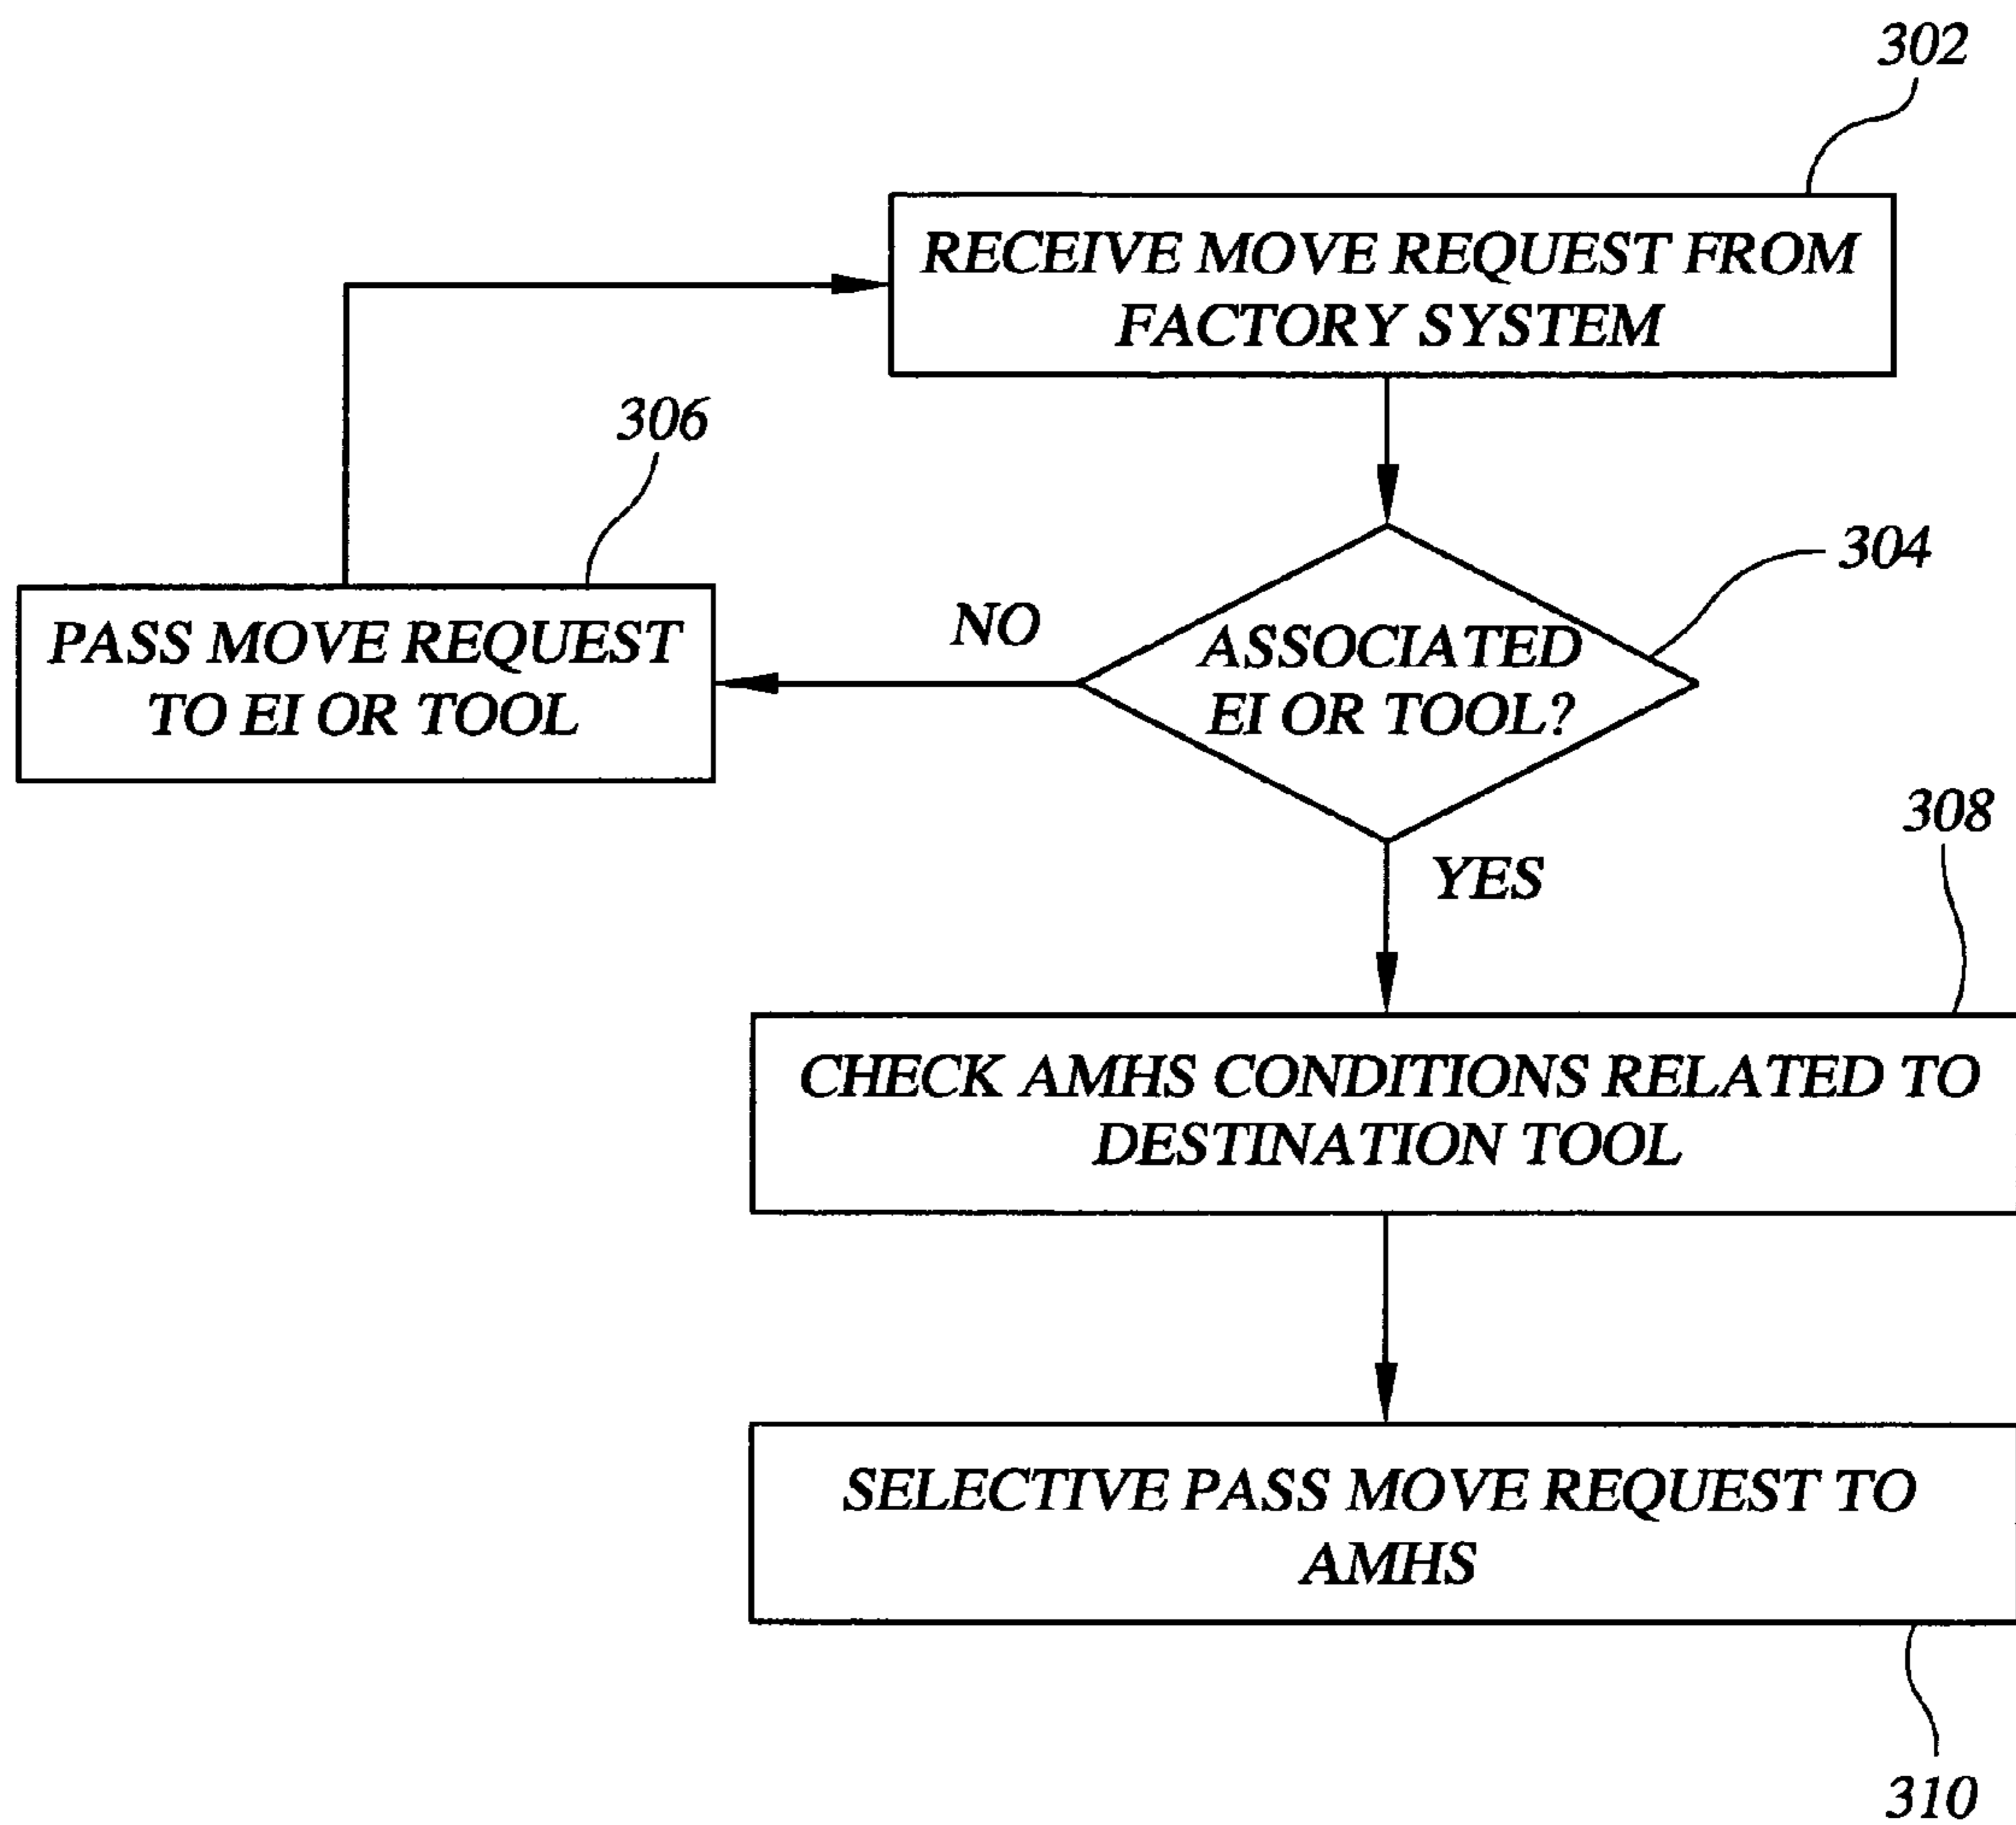 302
RECEIVE MOVE REQUEST FROM
FACTORY SYSTEM
306
304
PASS MOVE REQUEST
TO EI OR TOOL
NO
ASSOCIATED
EI OR TOOL?
308
YES
CHECK AMHS CONDITIONS RELATED TO
DESTINATION TOOL
SELECTIVE PASS MOVE REQUEST TO
AMHS
310